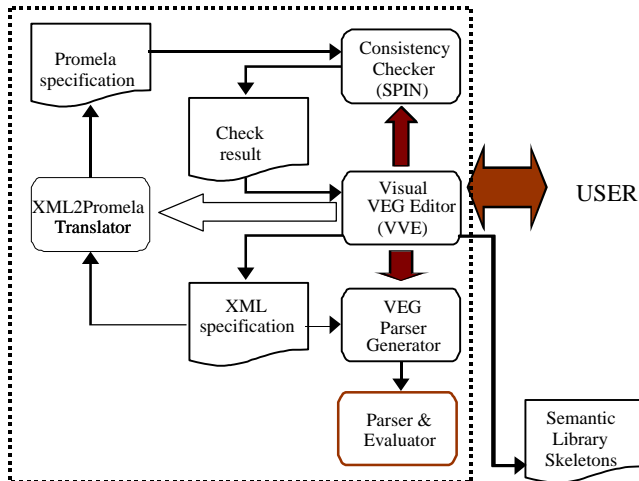 Promela
specification
Consistency
Checker
(SPIN)
Check
result
XML2Promela
Translator
Visual
VEG Editor
(VVE)
USER
XML
specification
VEG
Parser
Generator
Parser &
Evaluator
Semantic
Library
Skeletons